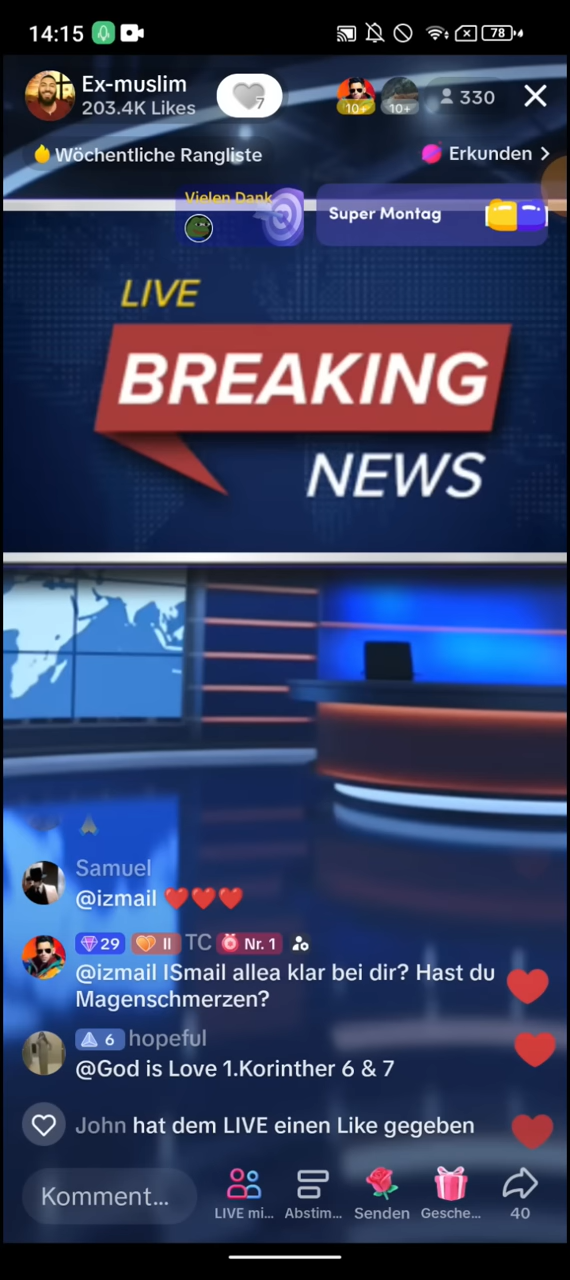 14:15
78
Ex-muslim
203.4K Likes
7
10+
10+
330
Wöchentliche Rangliste
Erkunden
Vielen Dank
Super Montag
LIVE
BREAKING
NEWS
Samuel
@izmail ❤️❤️❤️
29 II TC Nr. 1
@izmail ISmail allea klar bei dir? Hast du
Magenschmerzen?
6 hopeful
@God is Love 1.Korinther 6 & 7
John hat dem LIVE einen Like gegeben
Komment...
LIVE mi...
Abstim...
Senden
Gesche...
40